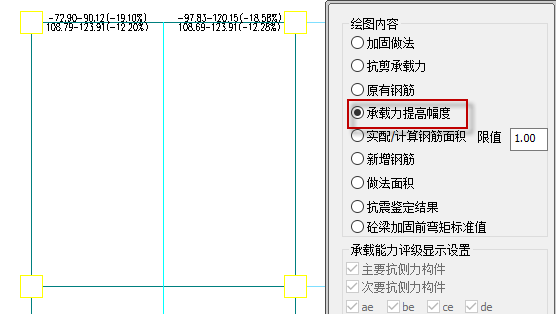 -72.90-90.12(-19.10%) -97.83-120.15(-18.58%)
108.79-123.91(-12.20%) 108.69-123.91(-12.28%)
绘图内容
加固做法
抗剪承载力
原有钢筋
承载力提高幅度
实配/计算钢筋面积 限值 1.00
新增钢筋
做法面积
抗震鉴定结果
砼梁加固前弯矩标准值
承载能力评级显示设置
主要抗侧力构件
次要抗侧力构件
ae be ce de